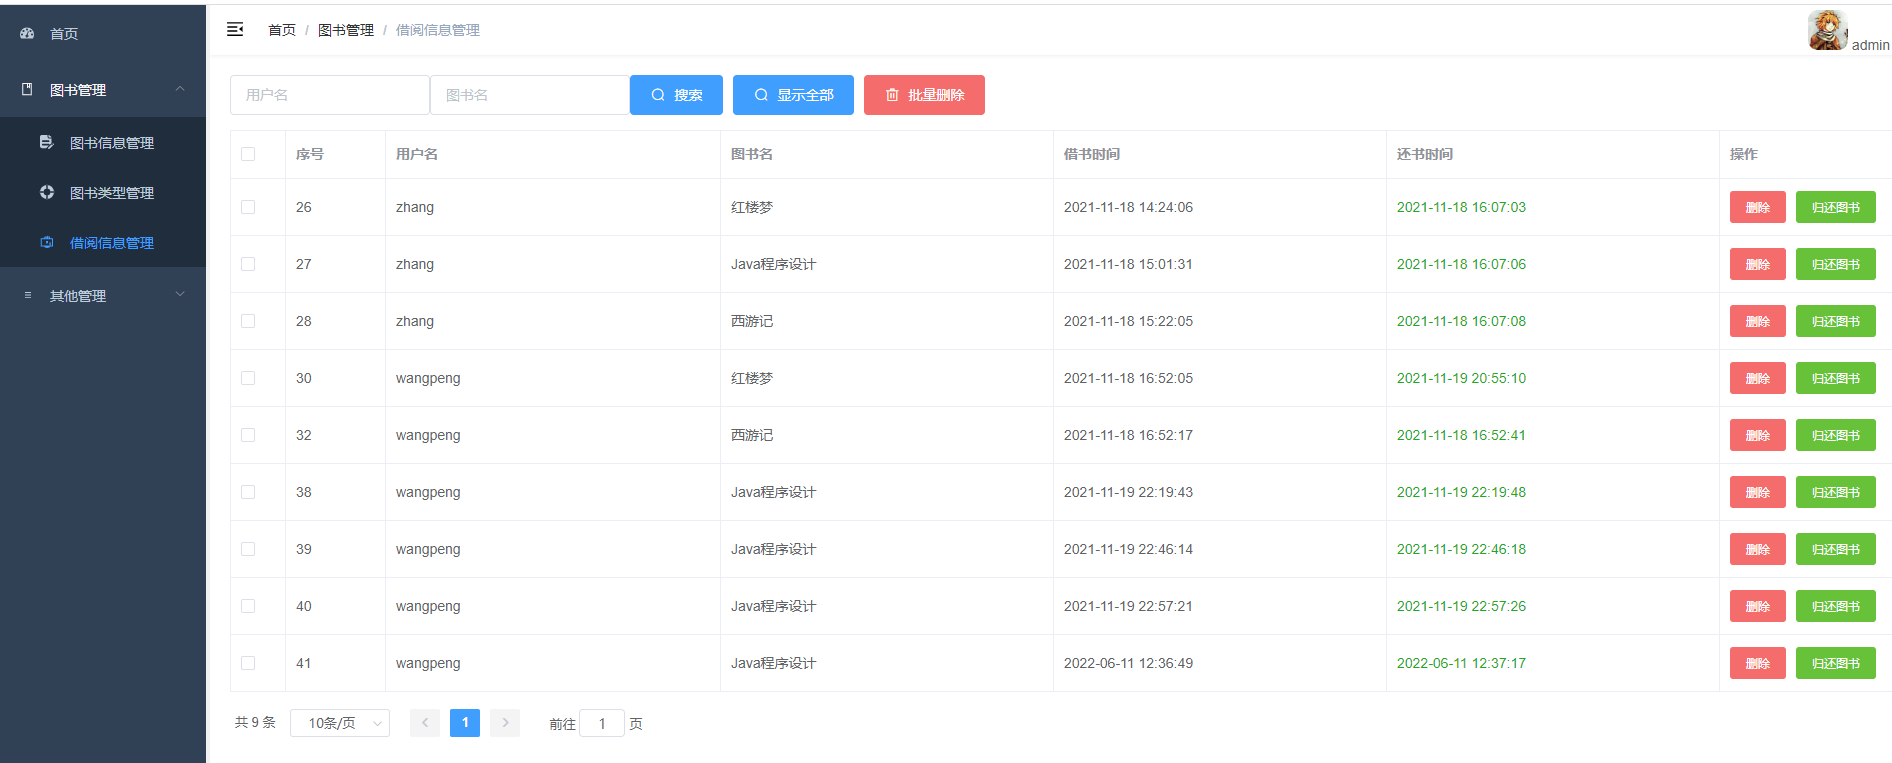 首页
图书管理
图书信息管理
图书类型管理
借阅信息管理
其他管理
首页 / 图书管理 / 借阅信息管理
admin
用户名 图书名 搜索 显示全部 批量删除
序号 用户名 图书名 借书时间 还书时间 操作
26 zhang 红楼梦 2021-11-18 14:24:06 2021-11-18 16:07:03 删除 归还图书
27 zhang Java程序设计 2021-11-18 15:01:31 2021-11-18 16:07:06 删除 归还图书
28 zhang 西游记 2021-11-18 15:22:05 2021-11-18 16:07:08 删除 归还图书
30 wangpeng 红楼梦 2021-11-18 16:52:05 2021-11-19 20:55:10 删除 归还图书
32 wangpeng 西游记 2021-11-18 16:52:17 2021-11-18 16:52:41 删除 归还图书
38 wangpeng Java程序设计 2021-11-19 22:19:43 2021-11-19 22:19:48 删除 归还图书
39 wangpeng Java程序设计 2021-11-19 22:46:14 2021-11-19 22:46:18 删除 归还图书
40 wangpeng Java程序设计 2021-11-19 22:57:21 2021-11-19 22:57:26 删除 归还图书
41 wangpeng Java程序设计 2022-06-11 12:36:49 2022-06-11 12:37:17 删除 归还图书
共 9 条 10条/页 1 前往 1 页